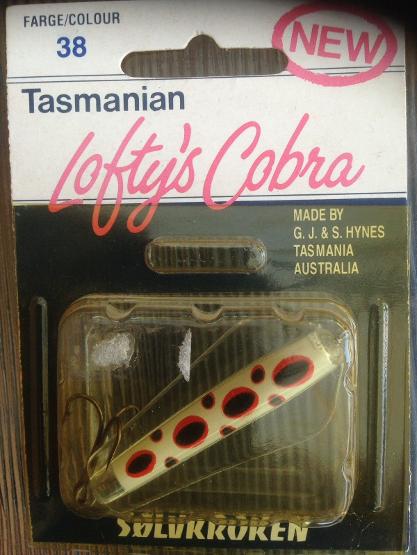 FARGE/COLOUR
38
NEW
Tasmanian
Lofty's Cobra
MADE BY
G. J. & S. HYNES
TASMANIA
AUSTRALIA
SØLVKROKEN